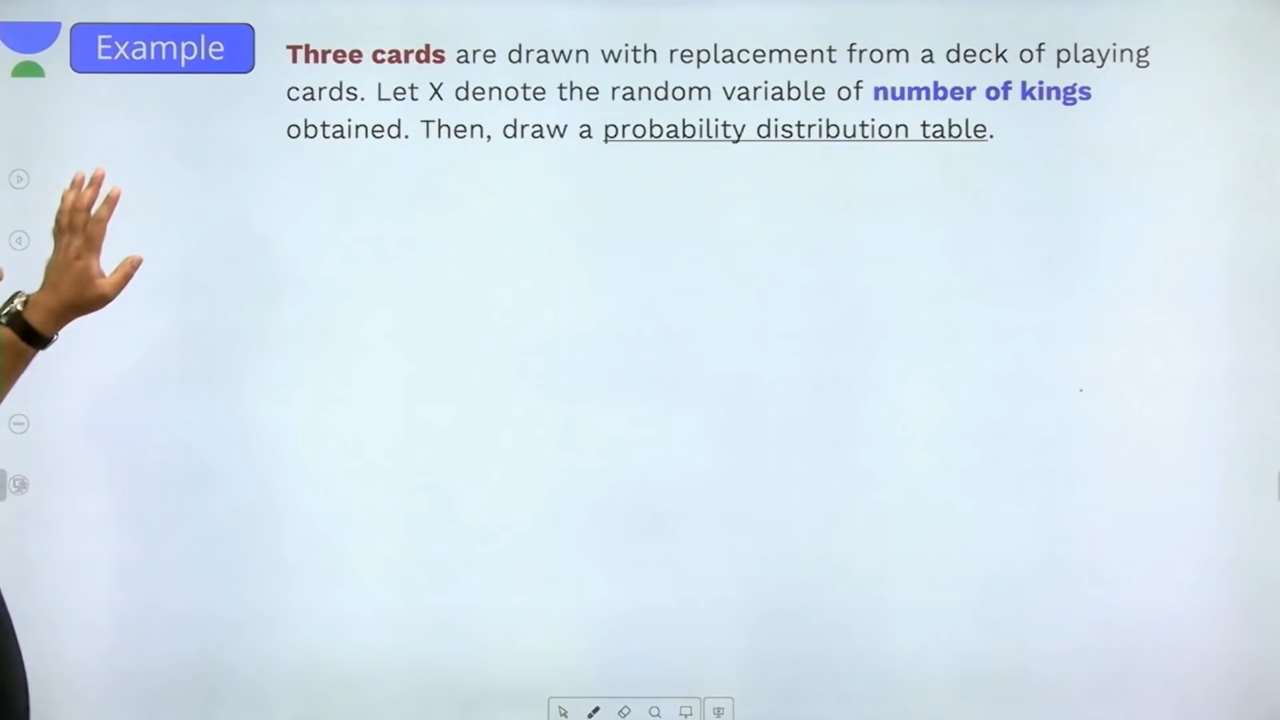 Example
Three cards are drawn with replacement from a deck of playing
cards. Let X denote the random variable of number of kings
obtained. Then, draw a probability distribution table.